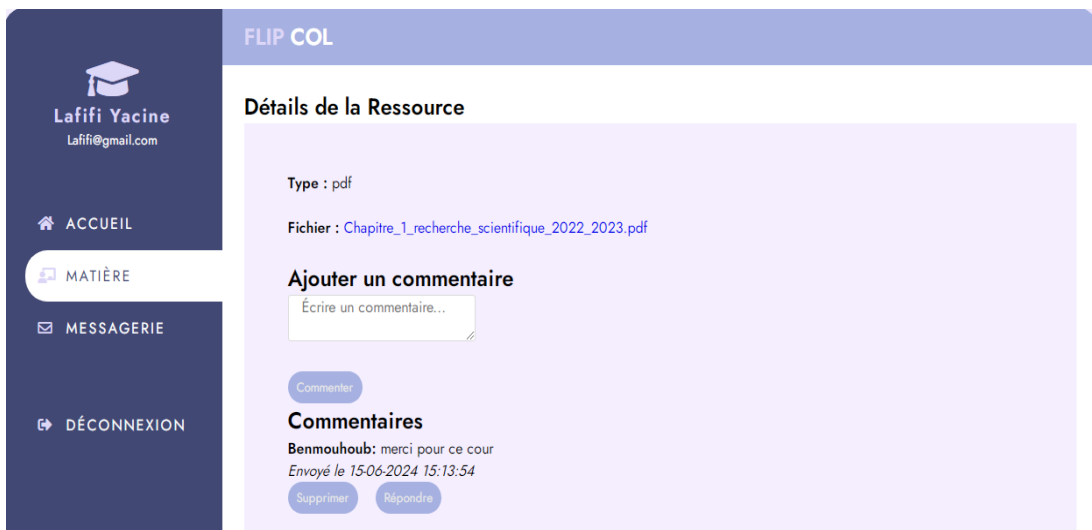 FLIP COL
Lafifi Yacine
Lafifi@gmail.com
ACCUEIL
MATIÈRE
MESSAGERIE
DÉCONNEXION
Détails de la Ressource
Type : pdf
Fichier : Chapitre_1_recherche_scientifique_2022_2023.pdf
Ajouter un commentaire
Écrire un commentaire...
Commenter
Commentaires
Benmouhoub: merci pour ce cour
Envoyé le 15-06-2024 15:13:54
Supprimer Répondre